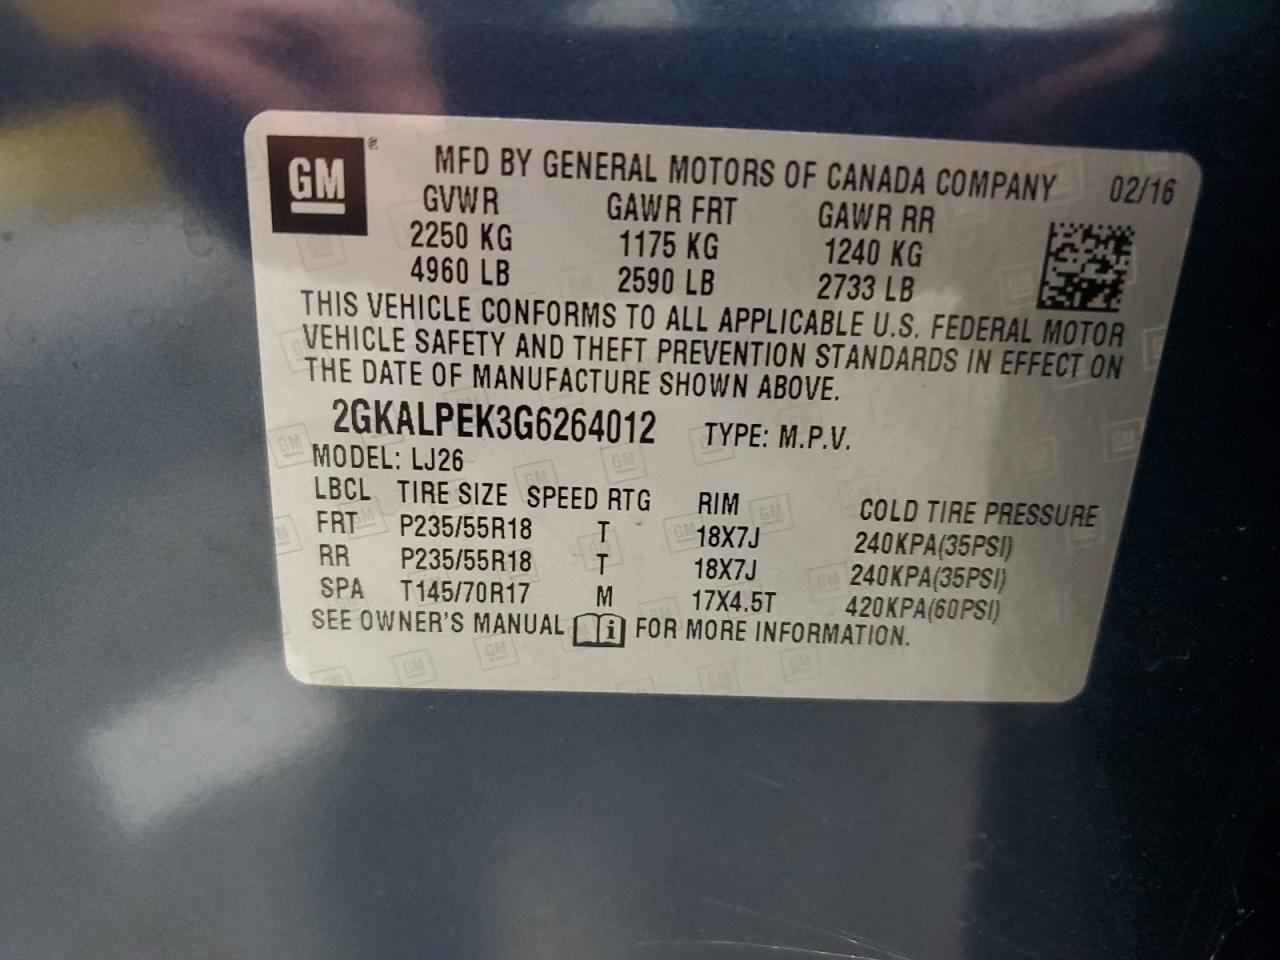 GM ®
MFD BY GENERAL MOTORS OF CANADA COMPANY 02/16
GVWR GAWR FRT GAWR RR
2250 KG 1175 KG 1240 KG
4960 LB 2590 LB 2733 LB
THIS VEHICLE CONFORMS TO ALL APPLICABLE U.S. FEDERAL MOTOR
VEHICLE SAFETY AND THEFT PREVENTION STANDARDS IN EFFECT ON
THE DATE OF MANUFACTURE SHOWN ABOVE.
2GKALPEK3G6264012 TYPE: M.P.V.
MODEL: LJ26
LBCL TIRE SIZE SPEED RTG RIM COLD TIRE PRESSURE
FRT P235/55R18 T 18X7J 240KPA(35PSI)
RR P235/55R18 T 18X7J 240KPA(35PSI)
SPA T145/70R17 M 17X4.5T 420KPA(60PSI)
SEE OWNER'S MANUAL i FOR MORE INFORMATION.